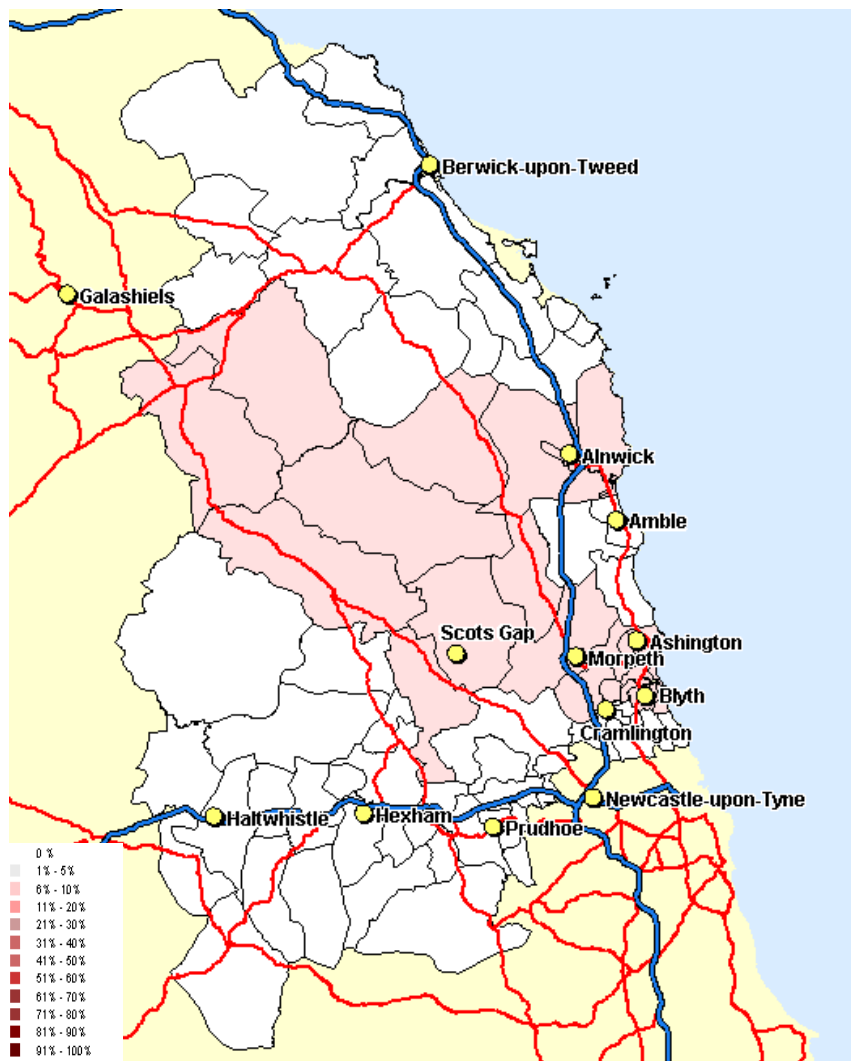 Berwick-upon-Tweed
Galashiels
Alnwick
Amble
Scots Gap
Ashington
Morpeth
Blyth
Cramlington
Newcastle-upon-Tyne
Haltwhistle
Hexham
Prudhoe
0 %
1% - 5%
6% - 10%
11% - 20%
21% - 30%
31% - 40%
41% - 50%
51% - 60%
61% - 70%
71% - 80%
81% - 90%
91% - 100%